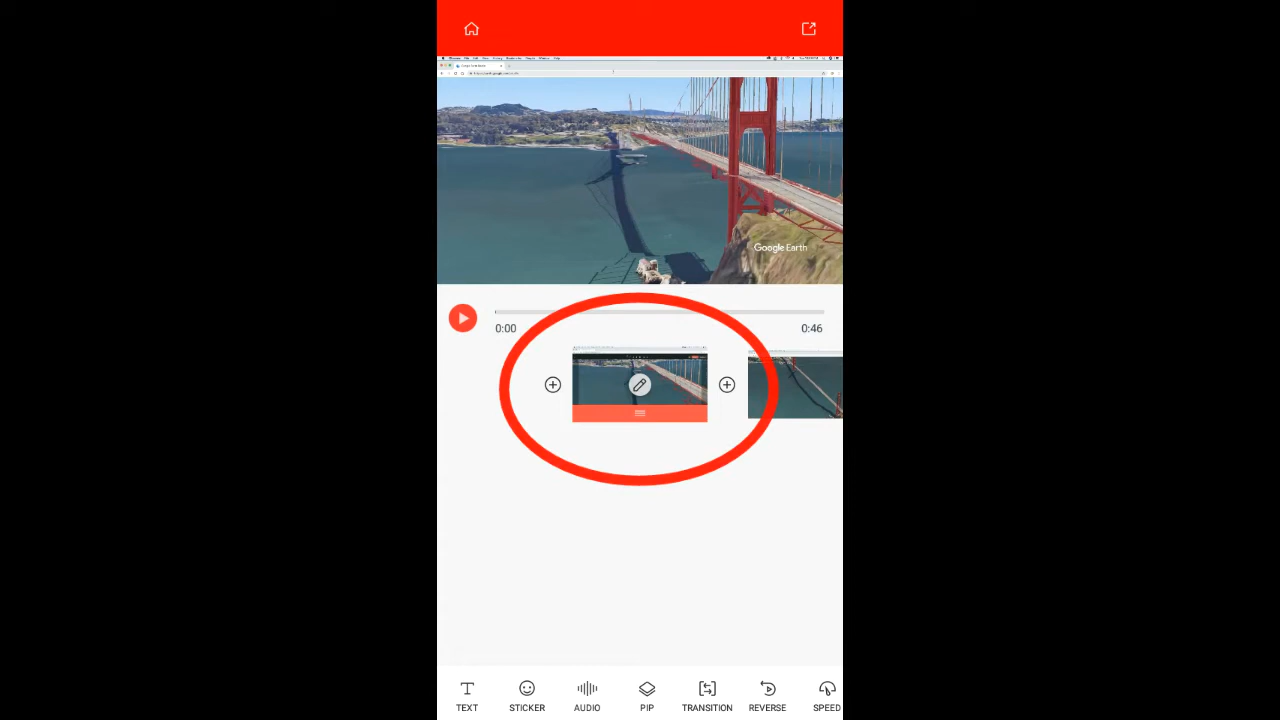 Google Earth
0:00
0:46
TEXT
STICKER
AUDIO
PIP
TRANSITION
REVERSE
SPEED